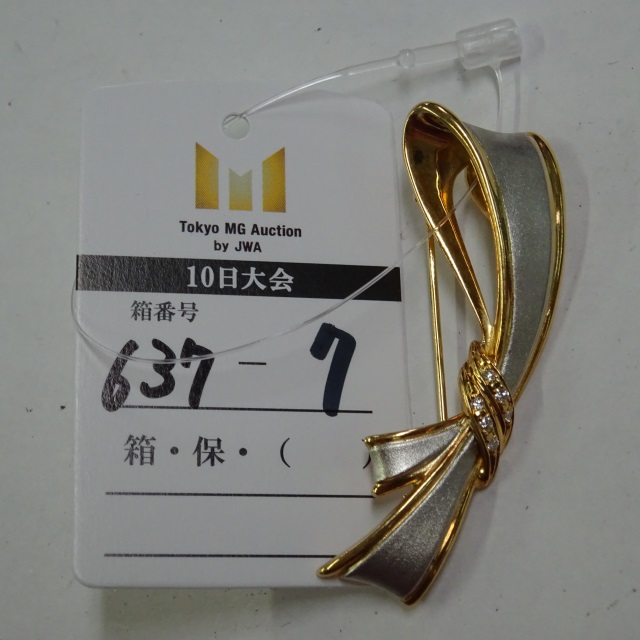 Tokyo MG Auction
by JWA
10日大会
箱番号
637-7
箱・保・（　　）